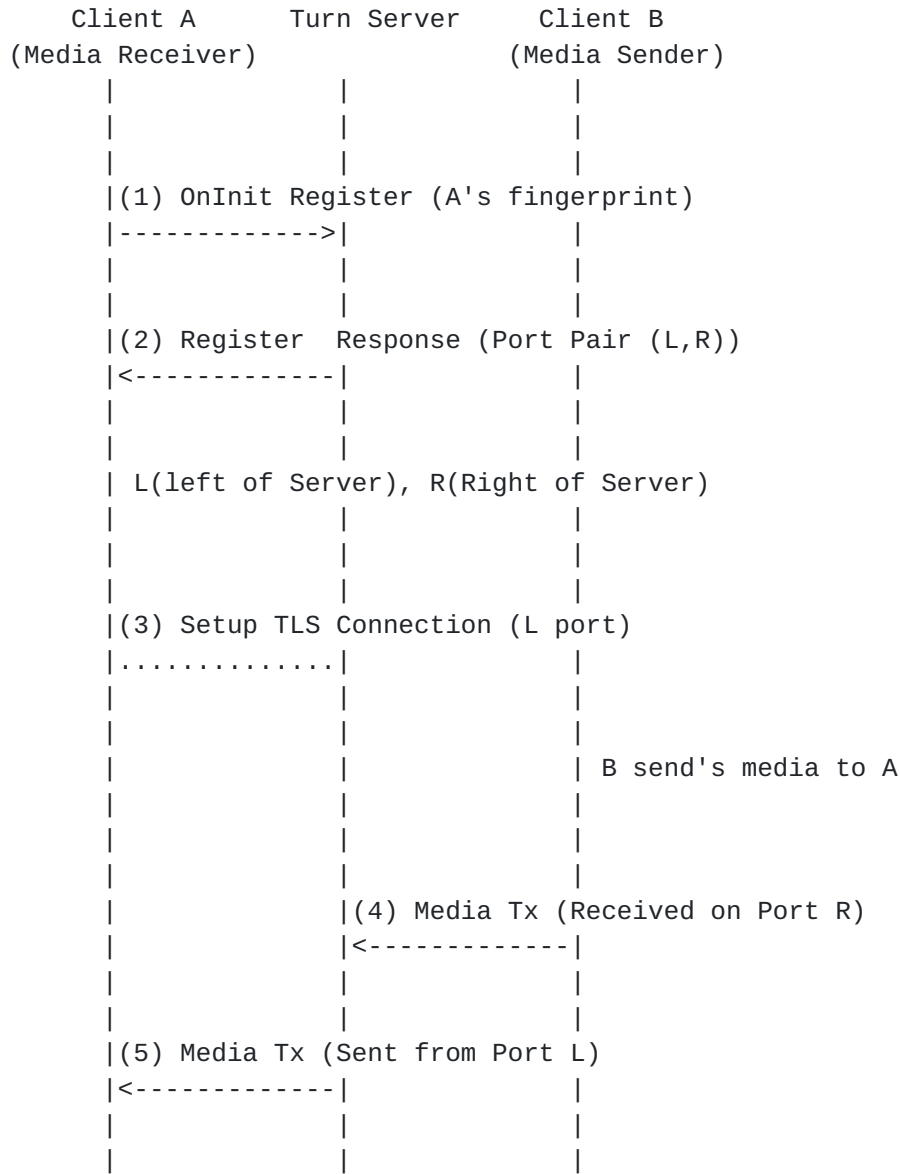 Client A Turn Server Client B
(Media Receiver) (Media Sender)
(1) OnInit Register (A's fingerprint)
(2) Register Response (Port Pair (L,R))
L(left of Server), R(Right of Server)
(3) Setup TLS Connection (L port)
B send's media to A
(4) Media Tx (Received on Port R)
(5) Media Tx (Sent from Port L)